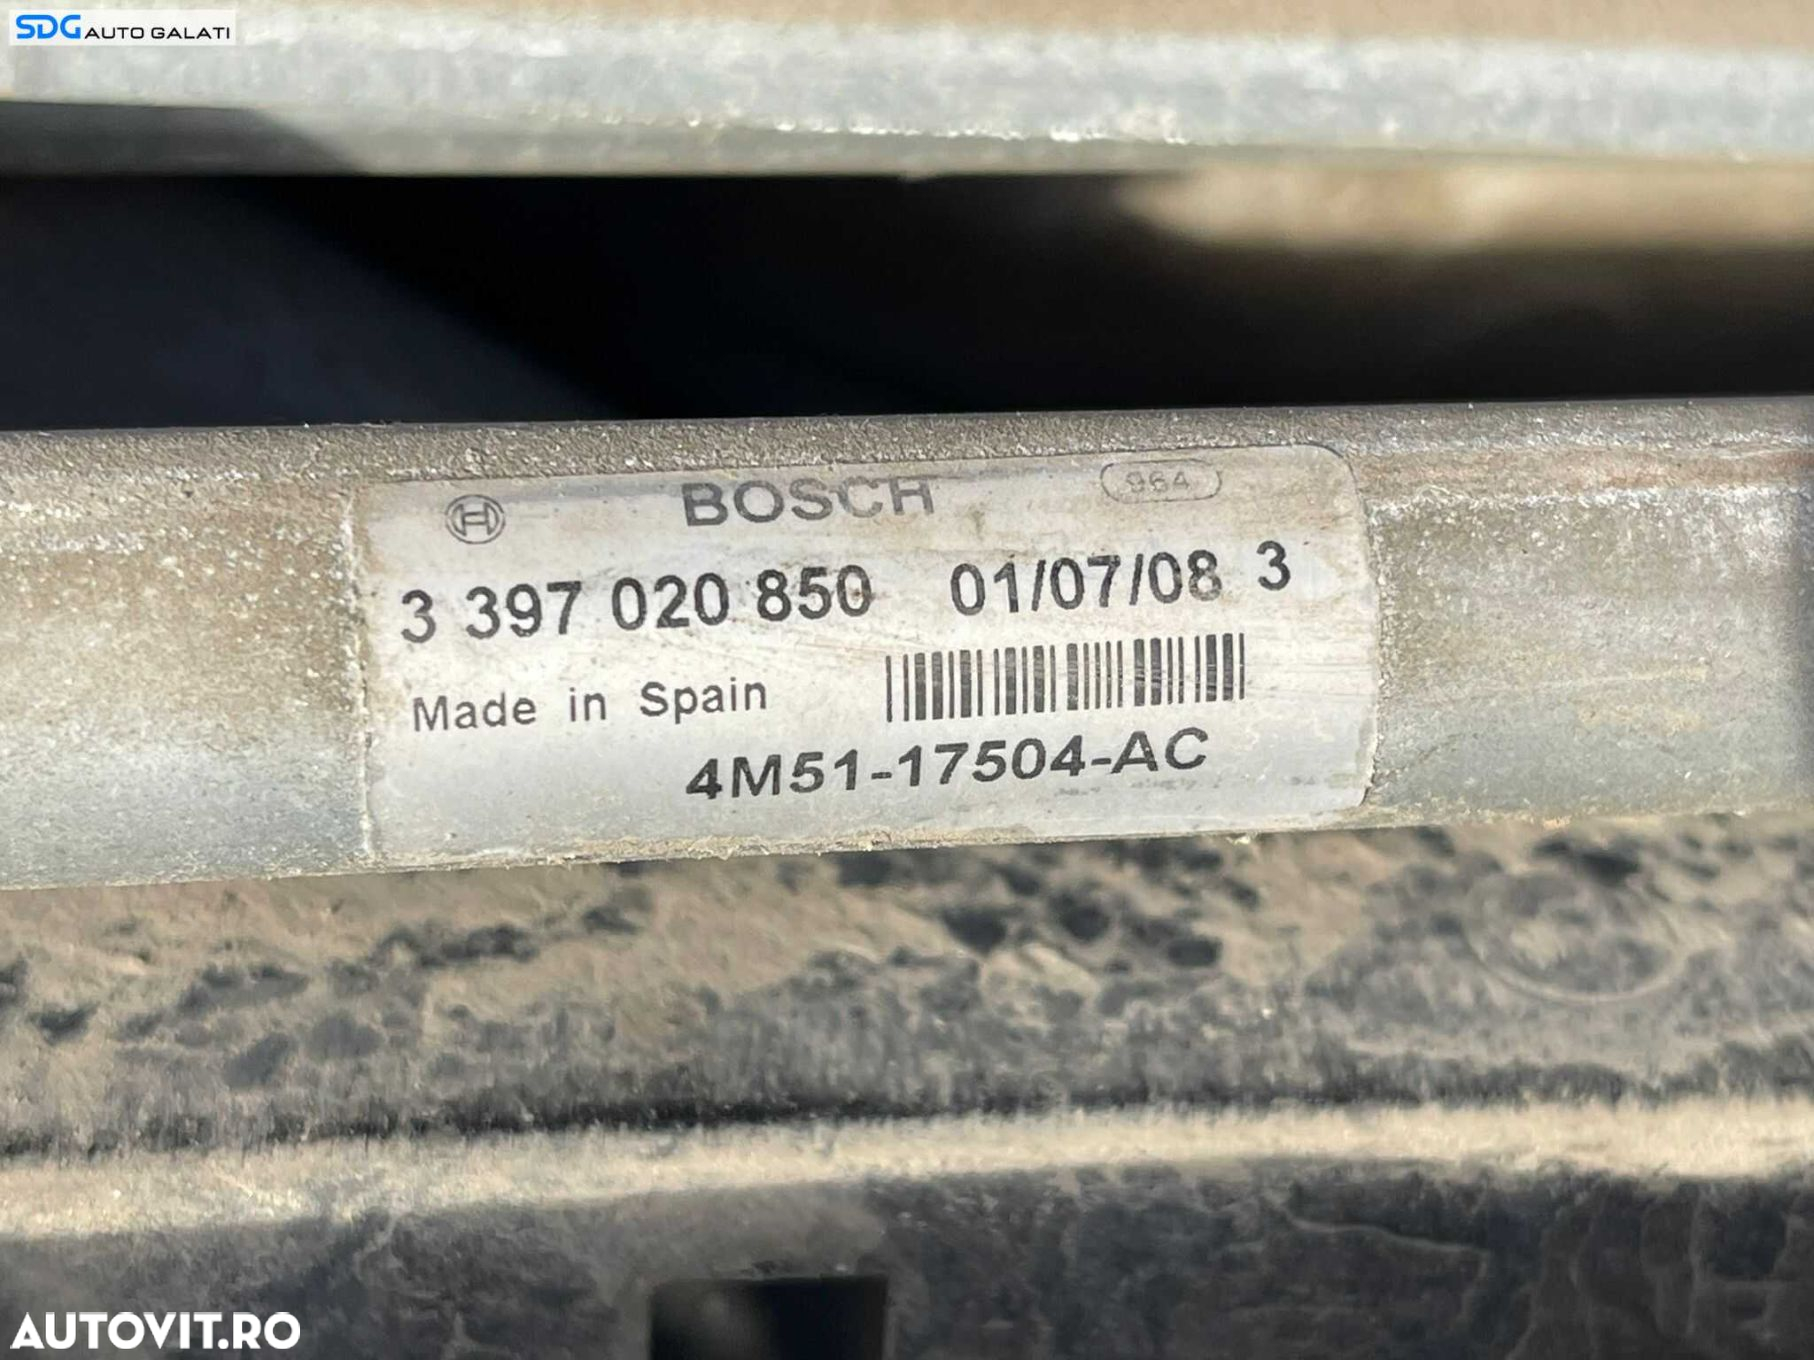 SDG AUTO GALATI
BOSCH 964
3 397 020 850 01/07/08 3
Made in Spain
4M51-17504-AC
AUTOVIT.RO